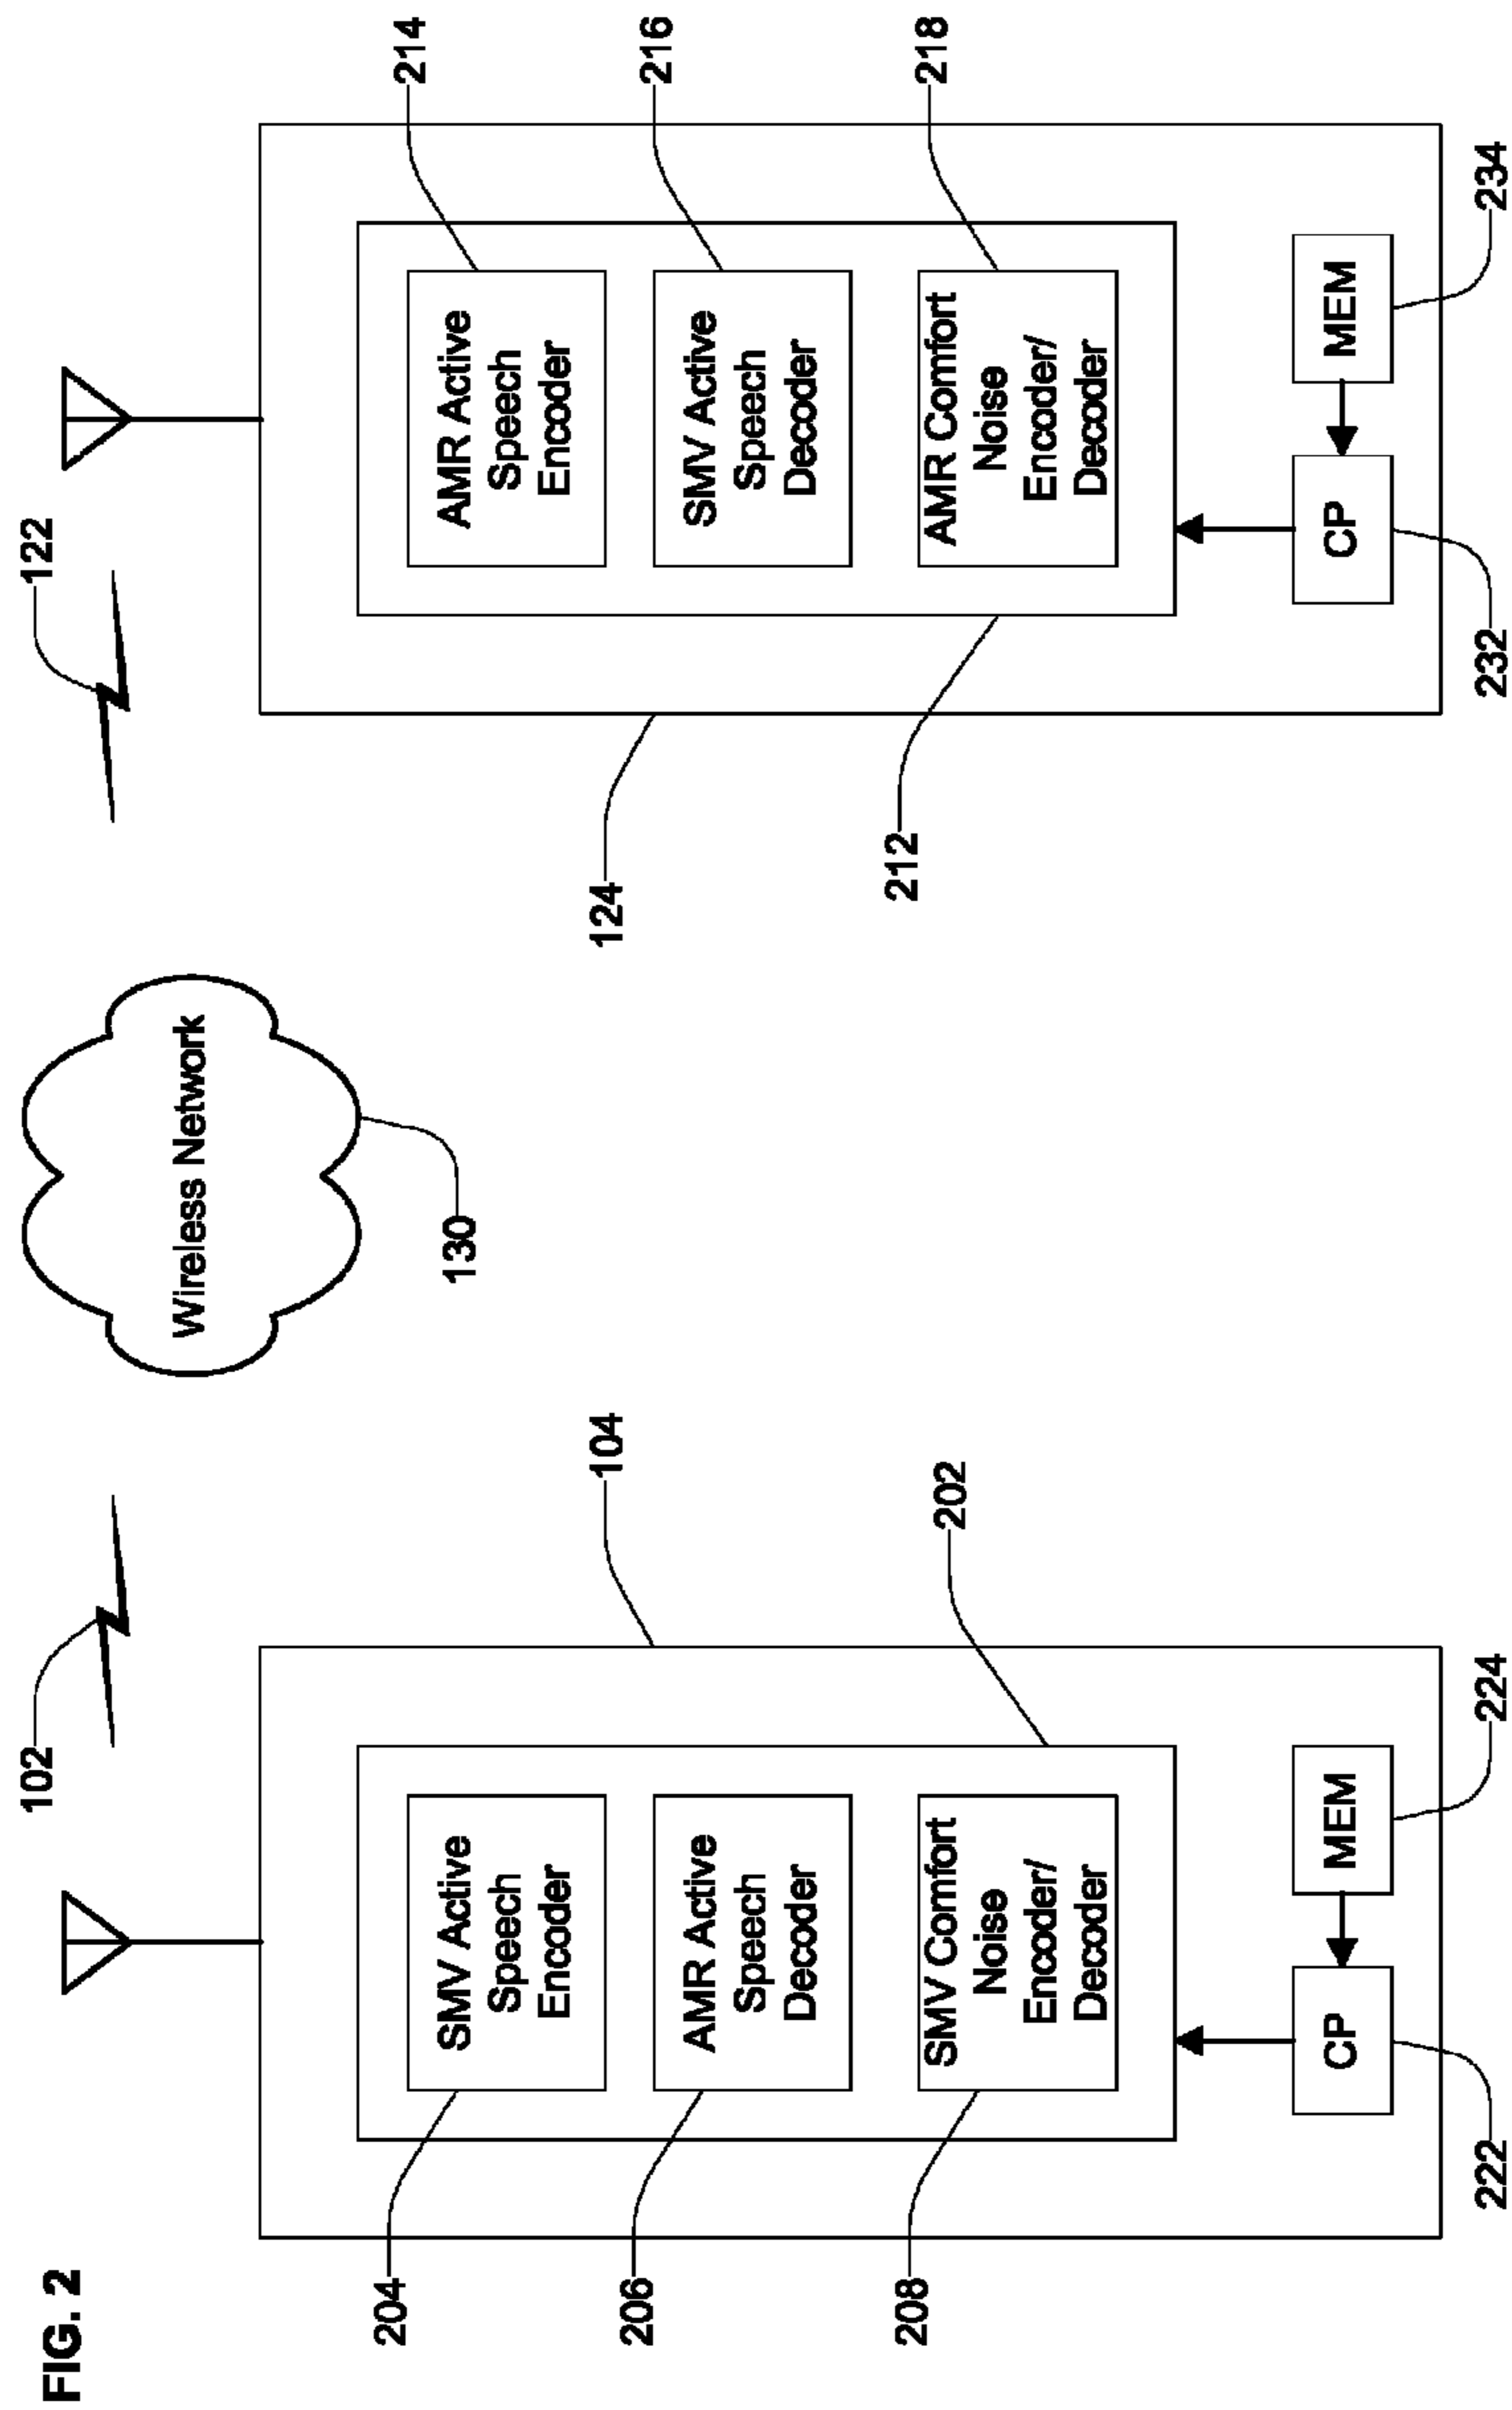 FIG. 2
102
122
Wireless Network
130
104
124
204
SMV Active
Speech
Encoder
206
AMR Active
Speech
Decoder
208
SMV Comfort
Noise
Encoder/
Decoder
202
CP
MEM
222
224
AMR Active
Speech
Encoder
214
SMV Active
Speech
Decoder
216
AMR Comfort
Noise
Encoder/
Decoder
218
212
CP
MEM
232
234